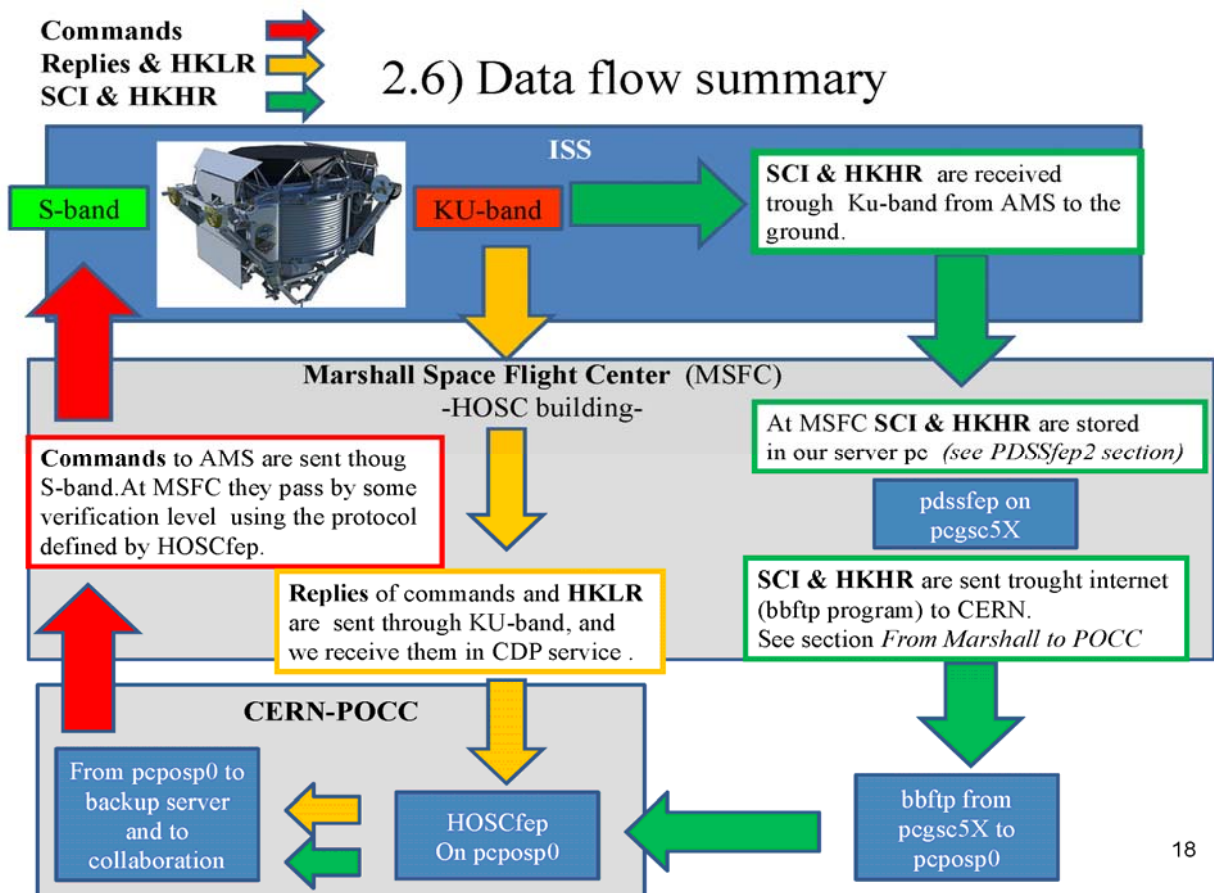 Commands
Replies & HKLR
SCI & HKHR
2.6) Data flow summary
ISS
S-band
KU-band
SCI & HKHR are received
trough Ku-band from AMS to the
ground.
Marshall Space Flight Center (MSFC)
-HOSC building-
Commands to AMS are sent thoug
S-band.At MSFC they pass by some
verification level using the protocol
defined by HOSCfep.
At MSFC SCI & HKHR are stored
in our server pc (see PDSSfep2 section)
pdssfep on
pcgsc5X
Replies of commands and HKLR
are sent through KU-band, and
we receive them in CDP service .
SCI & HKHR are sent trought internet
(bbftp program) to CERN.
See section From Marshall to POCC
CERN-POCC
From pcposp0 to
backup server
and to
collaboration
HOSCfep
On pcposp0
bbftp from
pcgsc5X to
pcposp0
18